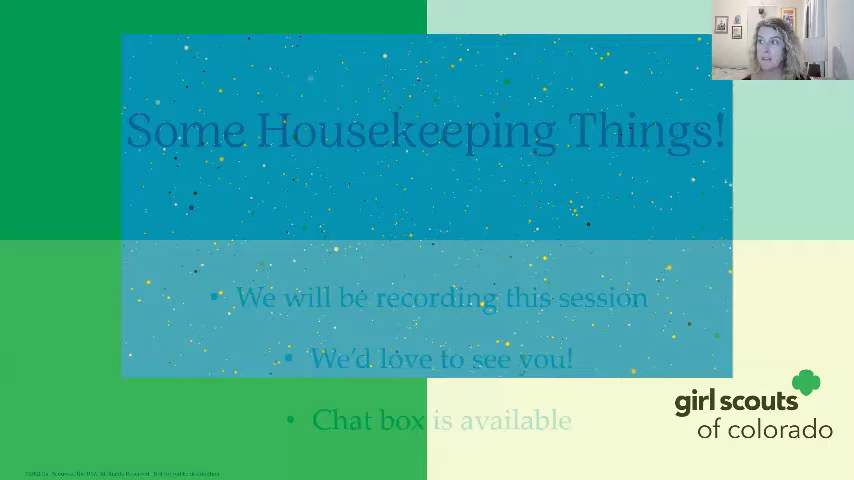 Some Housekeeping Things!
• We will be recording this session
• We'd love to see you!
• Chat box is available
girl scouts
of colorado